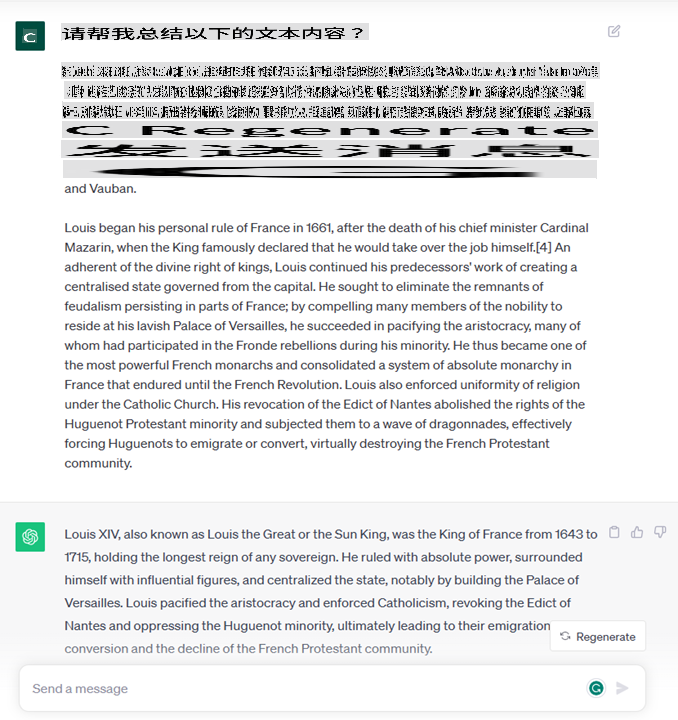 C
请帮我总结以下的文本内容？
C Regenerate
发送消息
and Vauban.
Louis began his personal rule of France in 1661, after the death of his chief minister Cardinal
Mazarin, when the King famously declared that he would take over the job himself.[4] An
adherent of the divine right of kings, Louis continued his predecessors' work of creating a
centralised state governed from the capital. He sought to eliminate the remnants of
feudalism persisting in parts of France; by compelling many members of the nobility to
reside at his lavish Palace of Versailles, he succeeded in pacifying the aristocracy, many of
whom had participated in the Fronde rebellions during his minority. He thus became one of
the most powerful French monarchs and consolidated a system of absolute monarchy in
France that endured until the French Revolution. Louis also enforced uniformity of religion
under the Catholic Church. His revocation of the Edict of Nantes abolished the rights of the
Huguenot Protestant minority and subjected them to a wave of dragonnades, effectively
forcing Huguenots to emigrate or convert, virtually destroying the French Protestant
community.
Louis XIV, also known as Louis the Great or the Sun King, was the King of France from 1643 to
1715, holding the longest reign of any sovereign. He ruled with absolute power, surrounded
himself with influential figures, and centralized the state, notably by building the Palace of
Versailles. Louis pacified the aristocracy and enforced Catholicism, revoking the Edict of
Nantes and oppressing the Huguenot minority, ultimately leading to their emigration
Regenerate
conversion and the decline of the French Protestant community.
Send a message